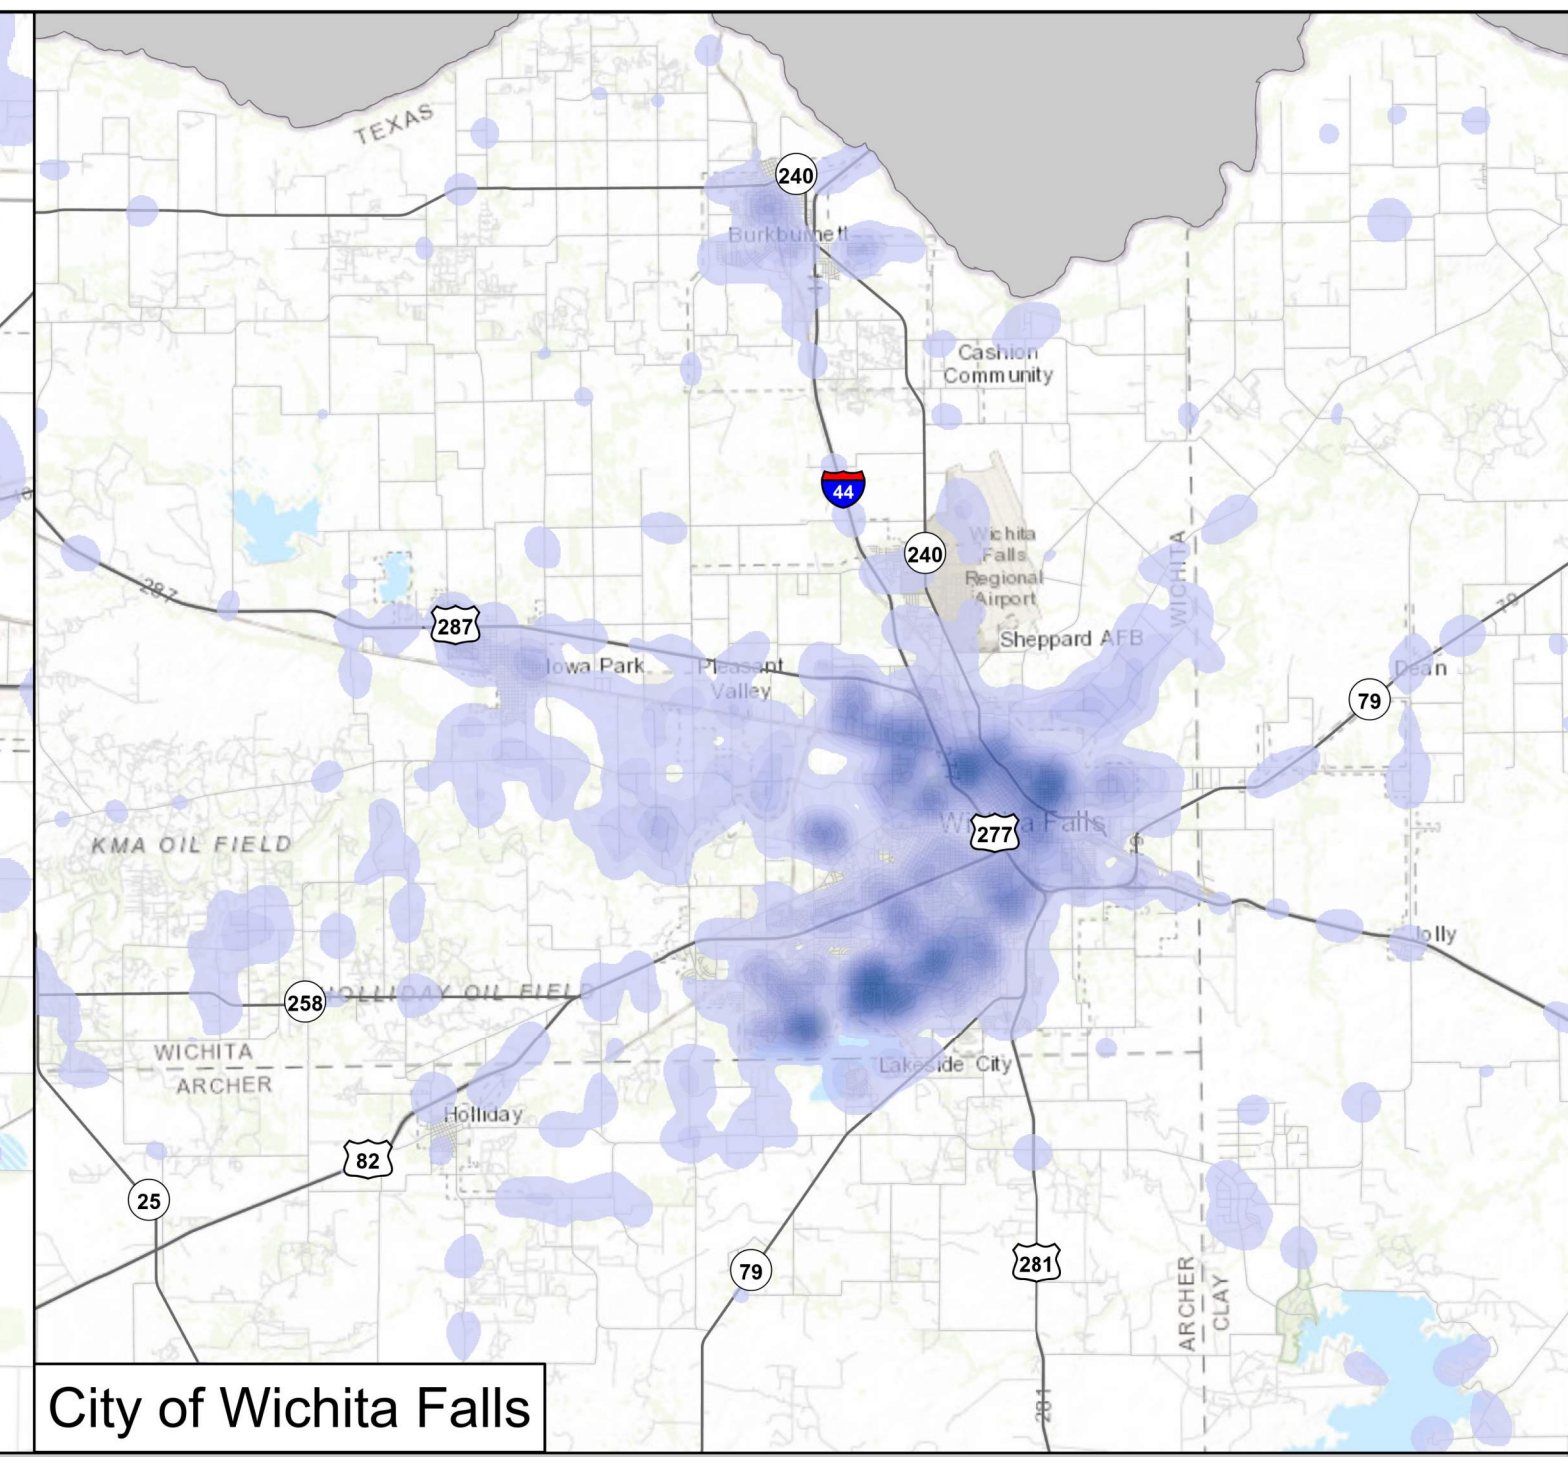 TEXAS
240
Burkburnett
Cashion
Community
44
240
Wichita
Falls
Regional
Airport
WICHITA
287
79
287
Iowa Park
Pleasant
Valley
Sheppard AFB
Dean
79
Wichita Falls
277
KMA OIL FIELD
Jolly
258
HOLLIDAY OIL FIELD
WICHITA
ARCHER
Lakeside City
Holliday
82
25
79
281
ARCHER
CLAY
281
City of Wichita Falls